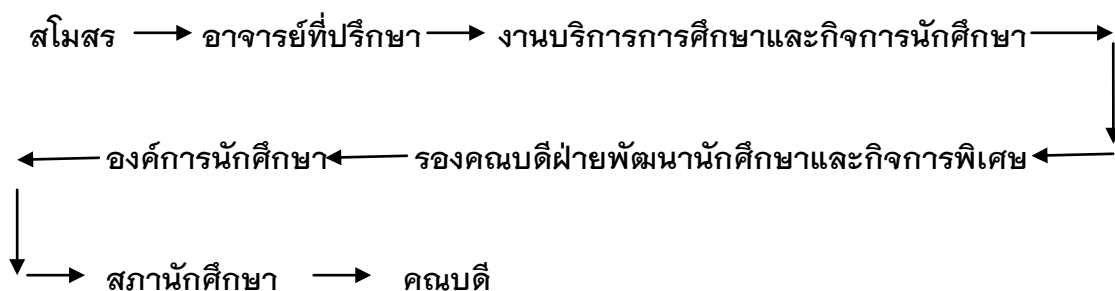 สโมสร อาจารย์ที่ปรึกษา งานบริการการศึกษาและกิจการนักศึกษา
องค์การนักศึกษา รองคณบดีฝ่ายพัฒนานักศึกษาและกิจการพิเศษ
สภานักศึกษา คณบดี